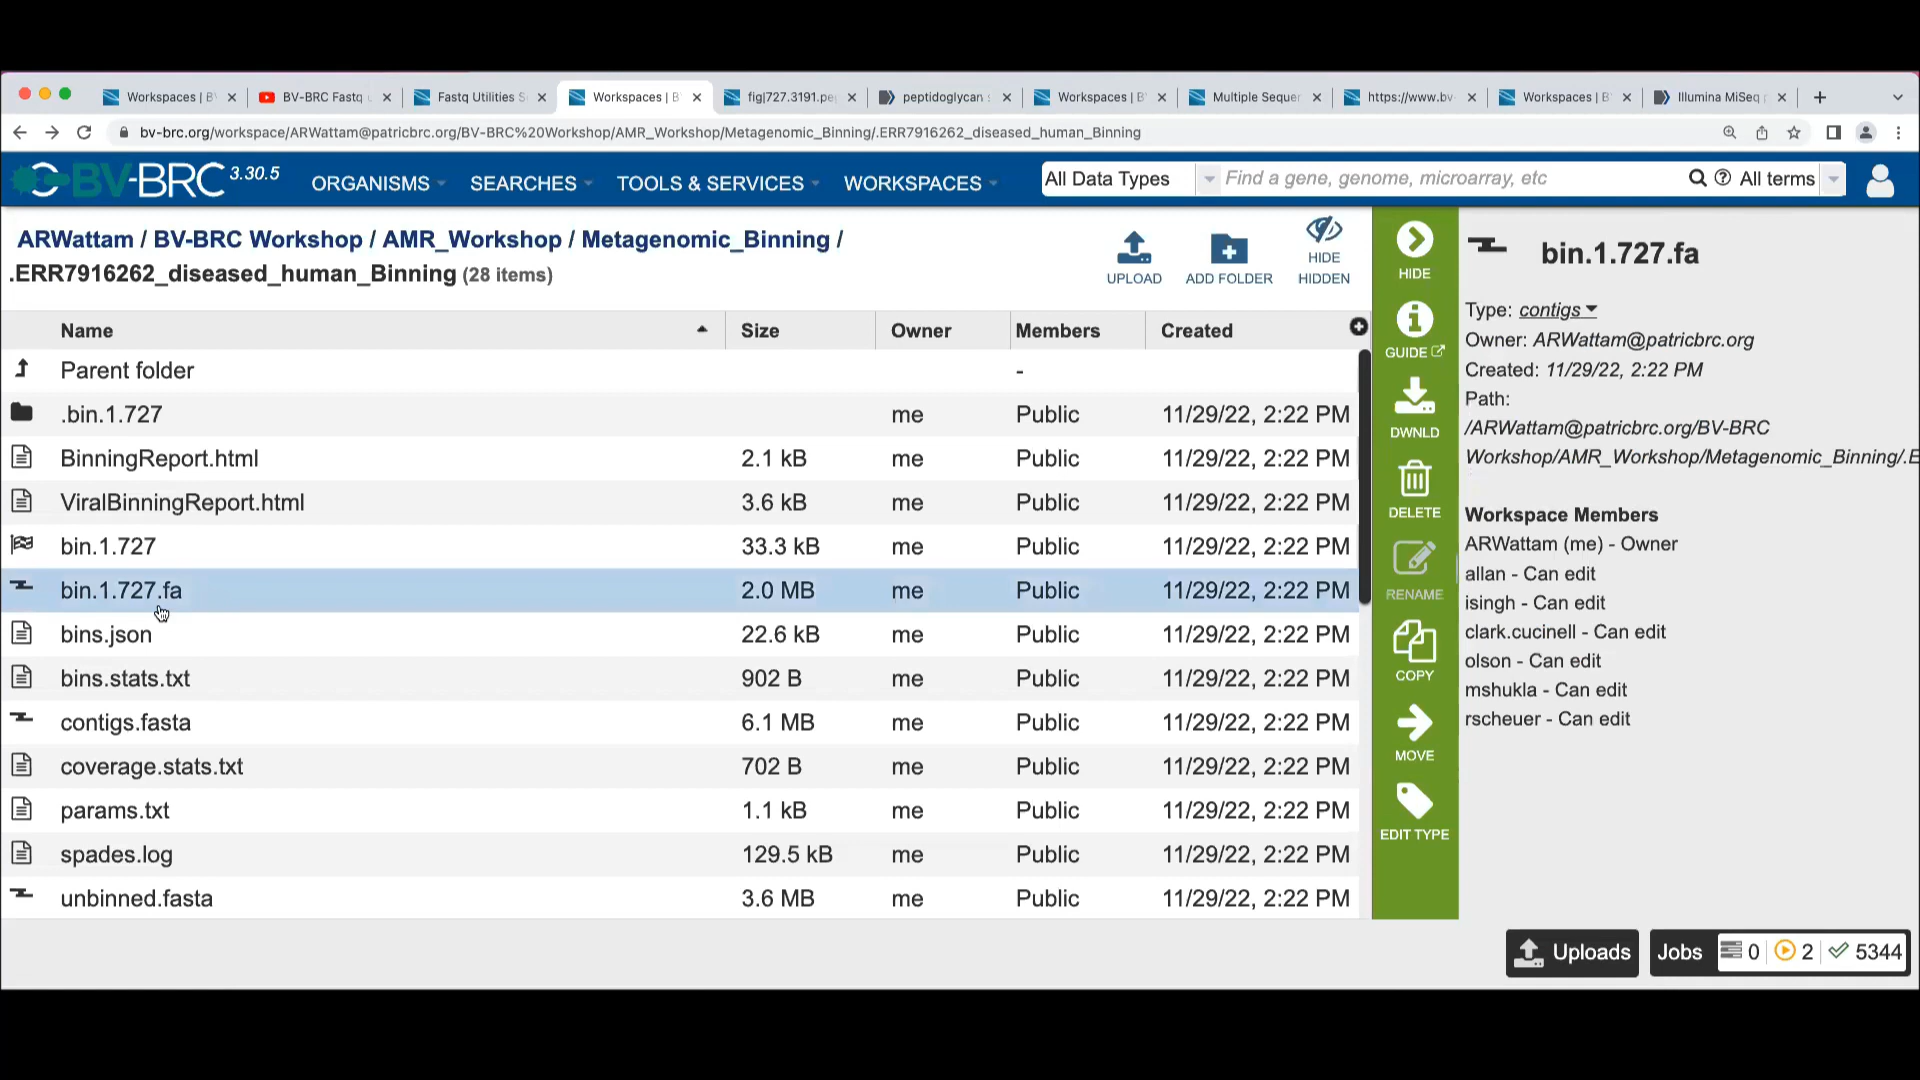 Workspaces | B
BV-BRC Fastq
Fastq Utilities S
Workspaces | B
fig|727.3191.pe
peptidoglycan
Workspaces | B
Multiple Sequer
https://www.bv-
Workspaces | B
Illumina MiSeq
bv-brc.org/workspace/ARWattam@patricbrc.org/BV-BRC%20Workshop/AMR_Workshop/Metagenomic_Binning/.ERR7916262_diseased_human_Binning
BV-BRC 3.30.5
ORGANISMS
SEARCHES
TOOLS & SERVICES
WORKSPACES
All Data Types
Find a gene, genome, microarray, etc
All terms
ARWattam / BV-BRC Workshop / AMR_Workshop / Metagenomic_Binning /
.ERR7916262_diseased_human_Binning (28 items)
UPLOAD
ADD FOLDER
HIDE
HIDDEN
Name Size Owner Members Created
Parent folder -
.bin.1.727 me Public 11/29/22, 2:22 PM
BinningReport.html 2.1 kB me Public 11/29/22, 2:22 PM
ViralBinningReport.html 3.6 kB me Public 11/29/22, 2:22 PM
bin.1.727 33.3 kB me Public 11/29/22, 2:22 PM
bin.1.727.fa 2.0 MB me Public 11/29/22, 2:22 PM
bins.json 22.6 kB me Public 11/29/22, 2:22 PM
bins.stats.txt 902 B me Public 11/29/22, 2:22 PM
contigs.fasta 6.1 MB me Public 11/29/22, 2:22 PM
coverage.stats.txt 702 B me Public 11/29/22, 2:22 PM
params.txt 1.1 kB me Public 11/29/22, 2:22 PM
spades.log 129.5 kB me Public 11/29/22, 2:22 PM
unbinned.fasta 3.6 MB me Public 11/29/22, 2:22 PM
HIDE
GUIDE
DWNLD
DELETE
RENAME
COPY
MOVE
EDIT TYPE
bin.1.727.fa
Type: contigs
Owner: ARWattam@patricbrc.org
Created: 11/29/22, 2:22 PM
Path:
/ARWattam@patricbrc.org/BV-BRC
Workshop/AMR_Workshop/Metagenomic_Binning/.E
Workspace Members
ARWattam (me) - Owner
allan - Can edit
isingh - Can edit
clark.cucinell - Can edit
olson - Can edit
mshukla - Can edit
rscheuer - Can edit
Uploads
Jobs 0 2 5344